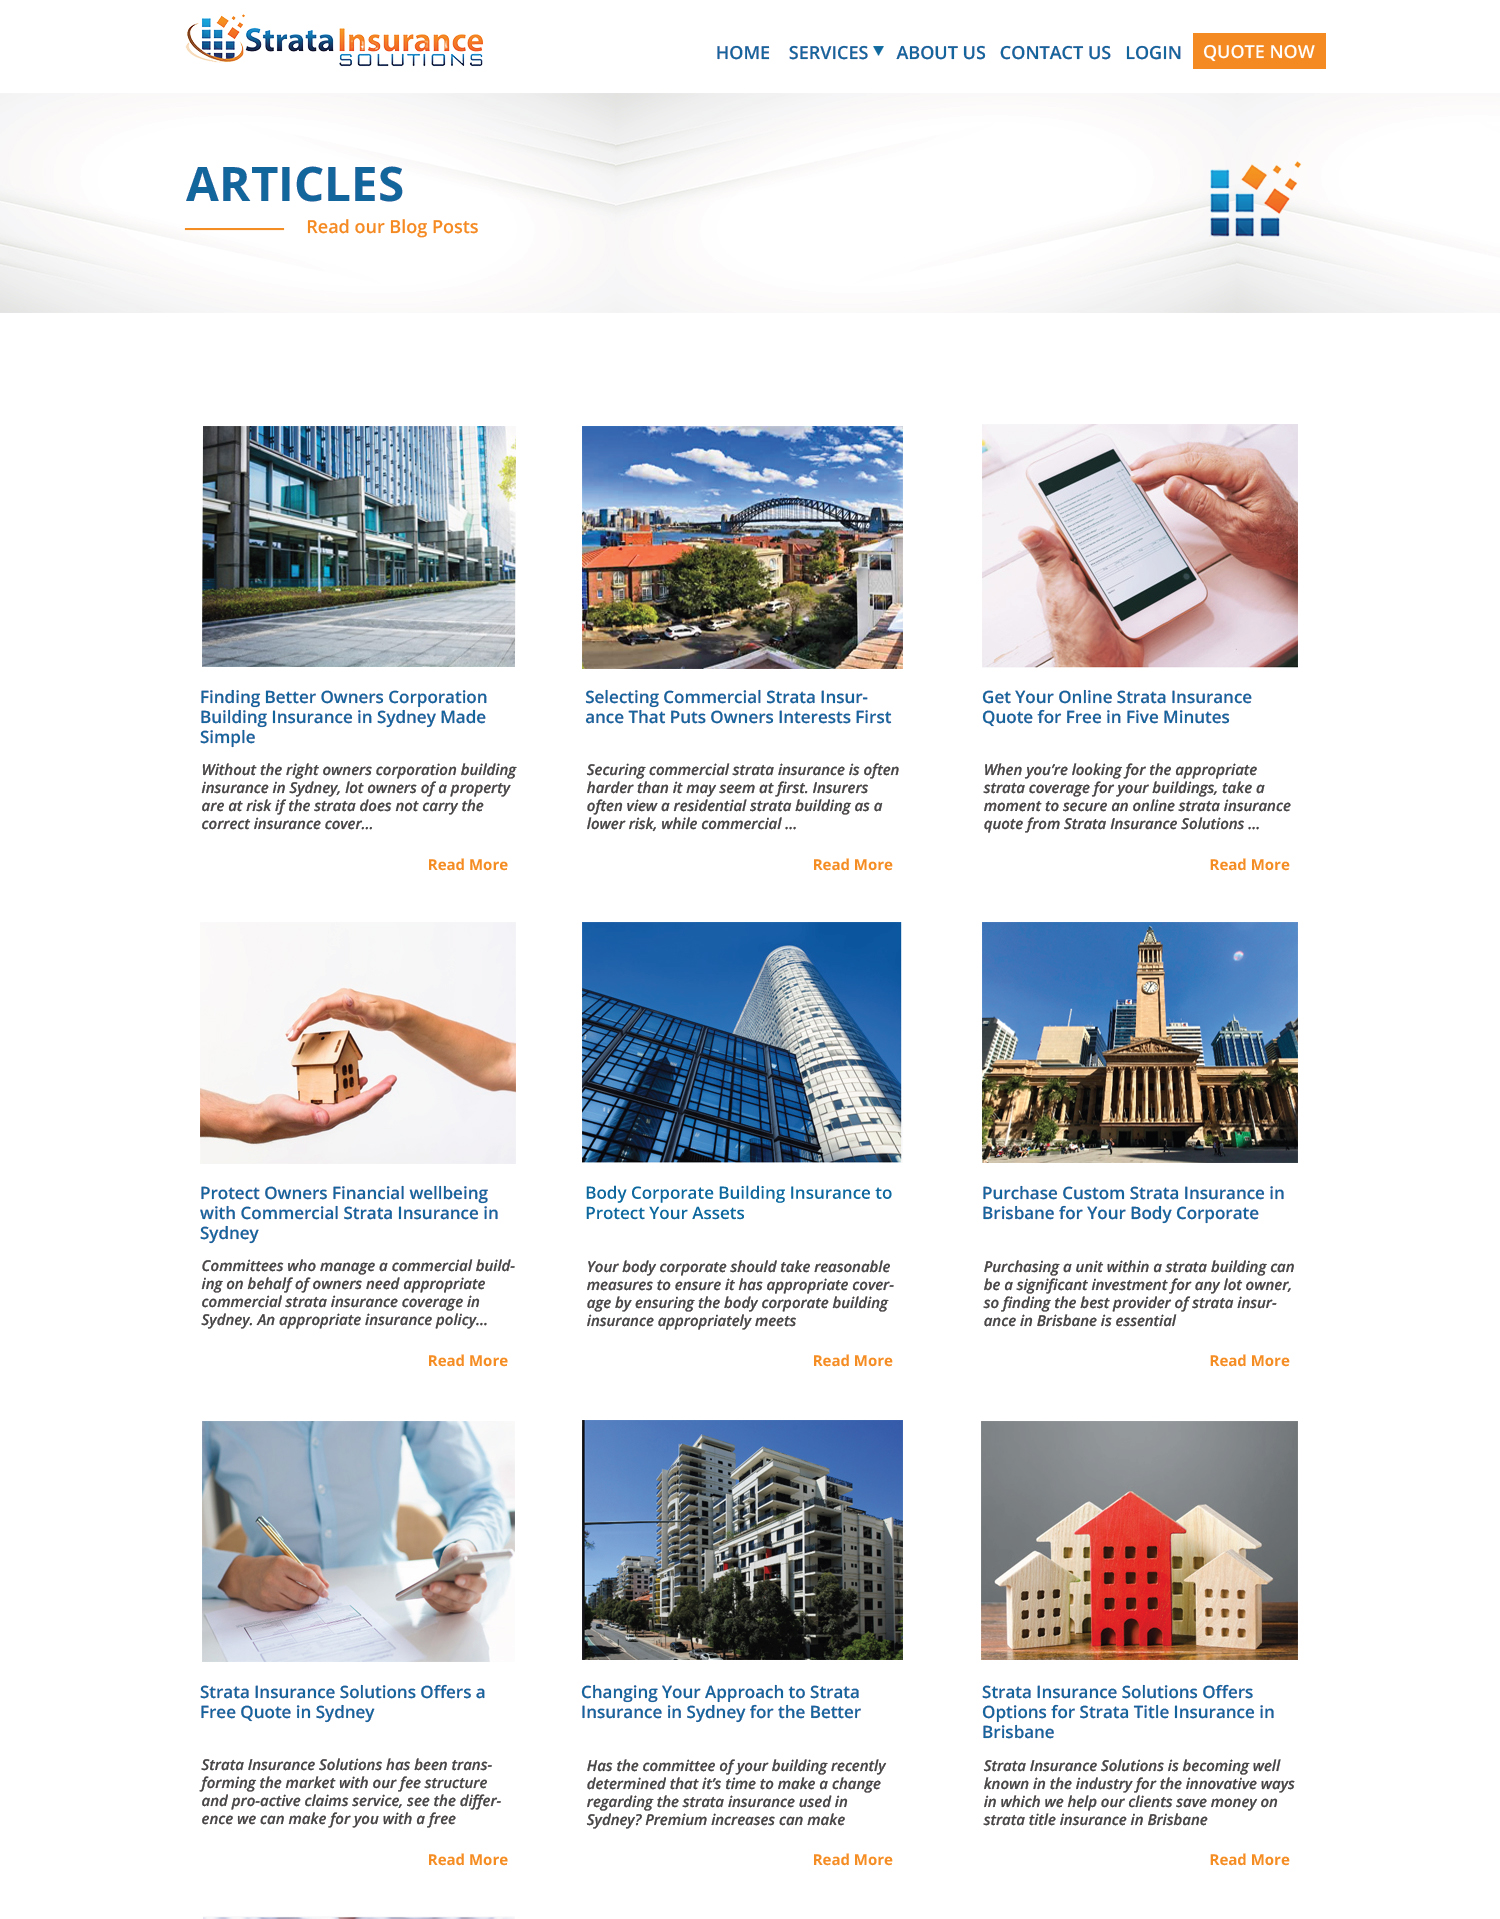 StrataInsurance
SOLUTIONS
HOME SERVICES ▼ ABOUT US CONTACT US LOGIN QUOTE NOW
ARTICLES
Read our Blog Posts
Finding Better Owners Corporation
Building Insurance in Sydney Made
Simple
Without the right owners corporation building
insurance in Sydney, lot owners of a property
are at risk if the strata does not carry the
correct insurance cover...
Read More
Selecting Commercial Strata Insur-
ance That Puts Owners Interests First
Securing commercial strata insurance is often
harder than it may seem at first. Insurers
often view a residential strata building as a
lower risk, while commercial ...
Read More
Get Your Online Strata Insurance
Quote for Free in Five Minutes
When you’re looking for the appropriate
strata coverage for your buildings, take a
moment to secure an online strata insurance
quote from Strata Insurance Solutions ...
Read More
Protect Owners Financial wellbeing
with Commercial Strata Insurance in
Sydney
Committees who manage a commercial build-
ing on behalf of owners need appropriate
commercial strata insurance coverage in
Sydney. An appropriate insurance policy...
Read More
Body Corporate Building Insurance to
Protect Your Assets
Your body corporate should take reasonable
measures to ensure it has appropriate cover-
age by ensuring the body corporate building
insurance appropriately meets
Read More
Purchase Custom Strata Insurance in
Brisbane for Your Body Corporate
Purchasing a unit within a strata building can
be a significant investment for any lot owner,
so finding the best provider of strata insur-
ance in Brisbane is essential
Read More
Strata Insurance Solutions Offers a
Free Quote in Sydney
Strata Insurance Solutions has been trans-
forming the market with our fee structure
and pro-active claims service, see the differ-
ence we can make for you with a free
Read More
Changing Your Approach to Strata
Insurance in Sydney for the Better
Has the committee of your building recently
determined that it’s time to make a change
regarding the strata insurance used in
Sydney? Premium increases can make
Read More
Strata Insurance Solutions Offers
Options for Strata Title Insurance in
Brisbane
Strata Insurance Solutions is becoming well
known in the industry for the innovative ways
in which we help our clients save money on
strata title insurance in Brisbane
Read More